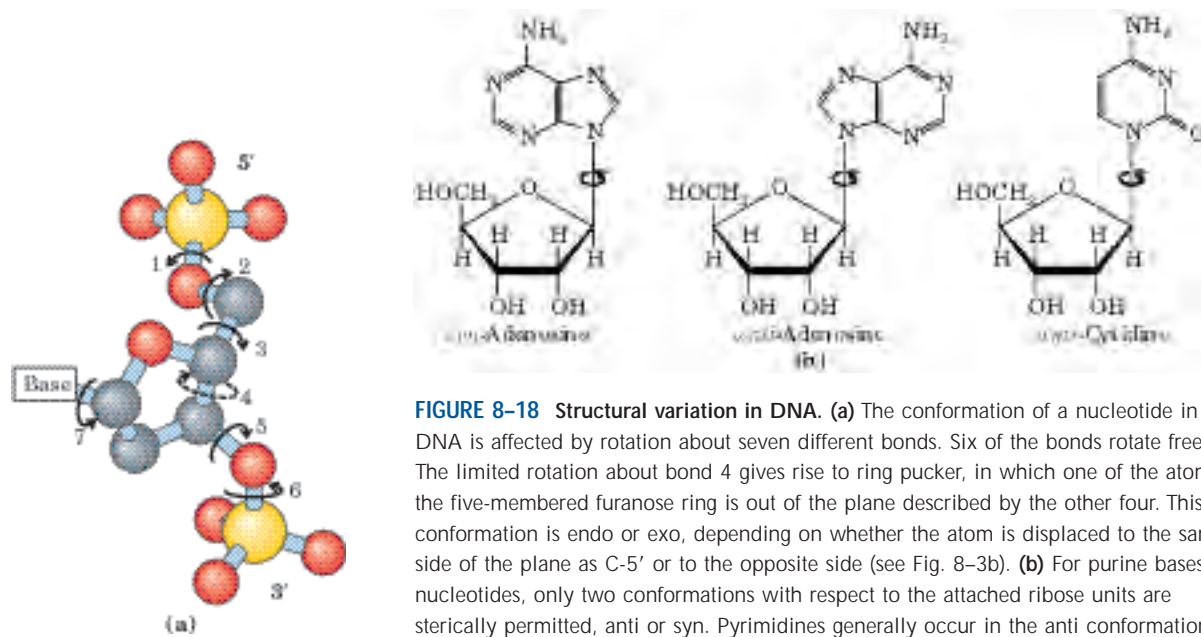 5′
1
2
3
4
Base
5
7
6
3′
(a)
N
N
N
N
HOCH
O
H
H
H
H
OH OH
NH₂
N
N
N
N
HOCH
O
H
H
H
H
OH OH
(b)
N
N
O
HOCH
O
H
H
H
H
OH OH
FIGURE 8–18 Structural variation in DNA. (a) The conformation of a nucleotide in
DNA is affected by rotation about seven different bonds. Six of the bonds rotate free
The limited rotation about bond 4 gives rise to ring pucker, in which one of the ato
the five-membered furanose ring is out of the plane described by the other four. This
conformation is endo or exo, depending on whether the atom is displaced to the sa
side of the plane as C-5′ or to the opposite side (see Fig. 8–3b). (b) For purine bases
nucleotides, only two conformations with respect to the attached ribose units are
sterically permitted, anti or syn. Pyrimidines generally occur in the anti conformation